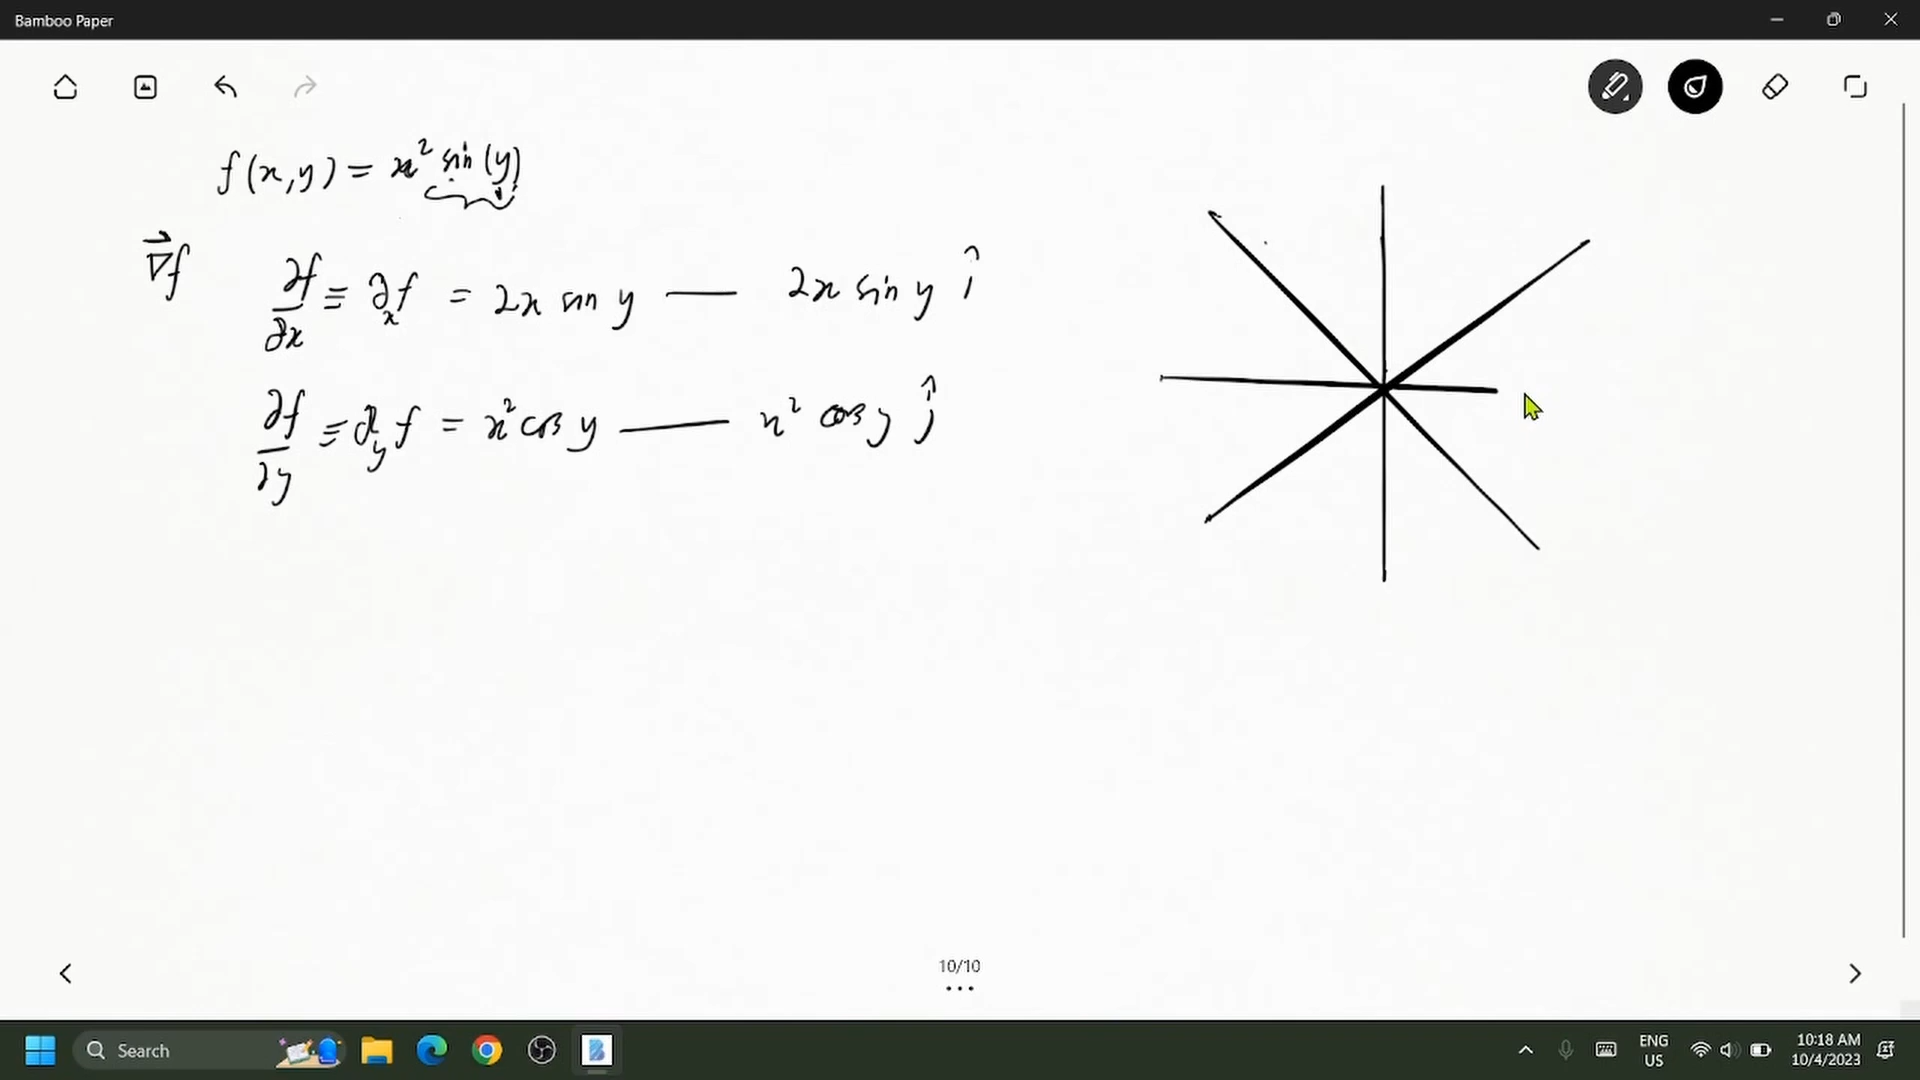 Bamboo Paper
f(x,y) = x² sin(y)
∇⃗f ∂f/∂x ≡ ∂ₓf = 2x sin y — 2x sin y î
∂f/∂y ≡ ∂ᵧf = x² cos y — x² cos y ĵ
10/10
Search
ENG
US
10:18 AM
10/4/2023